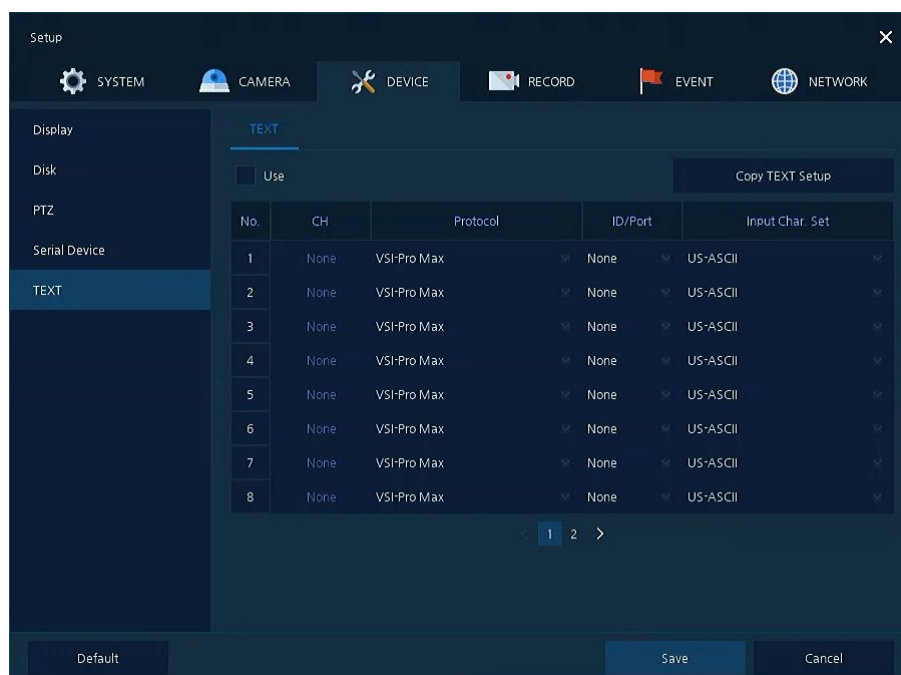 Setup
SYSTEM CAMERA DEVICE RECORD EVENT NETWORK
Display
Disk
PTZ
Serial Device
TEXT
TEXT
Use Copy TEXT Setup
No. CH Protocol ID/Port Input Char. Set
1 None VSI-Pro Max None US-ASCII
2 None VSI-Pro Max None US-ASCII
3 None VSI-Pro Max None US-ASCII
4 None VSI-Pro Max None US-ASCII
5 None VSI-Pro Max None US-ASCII
6 None VSI-Pro Max None US-ASCII
7 None VSI-Pro Max None US-ASCII
8 None VSI-Pro Max None US-ASCII
< 1 2 >
Default Save Cancel